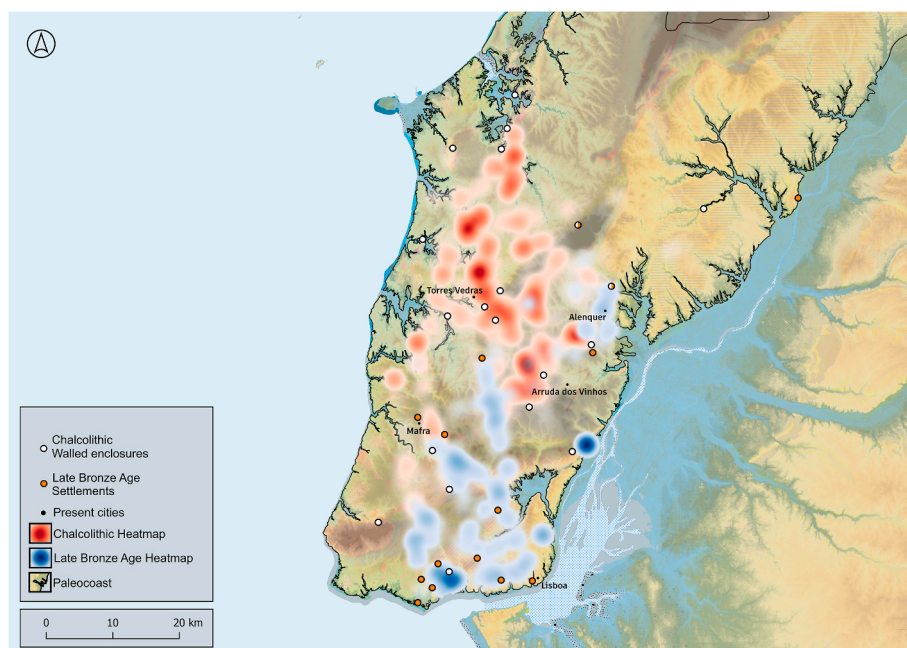 Torres Vedras
Alenquer
Arruda dos Vinhos
Mafra
Lisboa
Chalcolithic
Walled enclosures
Late Bronze Age
Settlements
Present cities
Chalcolithic Heatmap
Late Bronze Age Heatmap
Paleocoast
0 10 20 km